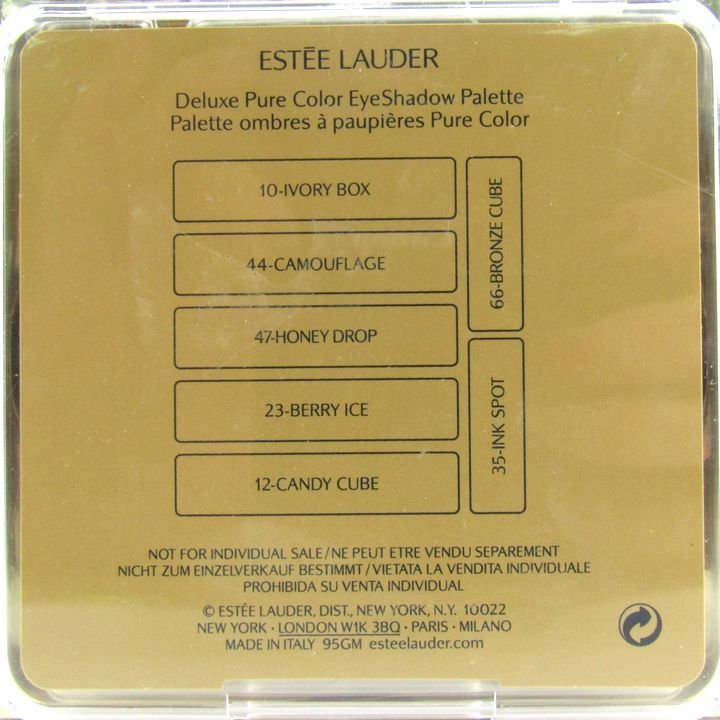 ESTĒE LAUDER
Deluxe Pure Color EyeShadow Palette
Palette ombres à paupières Pure Color
10-IVORY BOX
44-CAMOUFLAGE
47-HONEY DROP
23-BERRY ICE
12-CANDY CUBE
66-BRONZE CUBE
35-INK SPOT
NOT FOR INDIVIDUAL SALE/NE PEUT ETRE VENDU SEPAREMENT
NICHT ZUM EINZELVERKAUF BESTIMMT/VIETATA LA VENDITA INDIVIDUALE
PROHIBIDA SU VENTA INDIVIDUAL
© ESTÉE LAUDER, DIST., NEW YORK, N.Y. 10022
NEW YORK · LONDON W1K 3BQ · PARIS · MILANO
MADE IN ITALY 95GM esteelauder.com